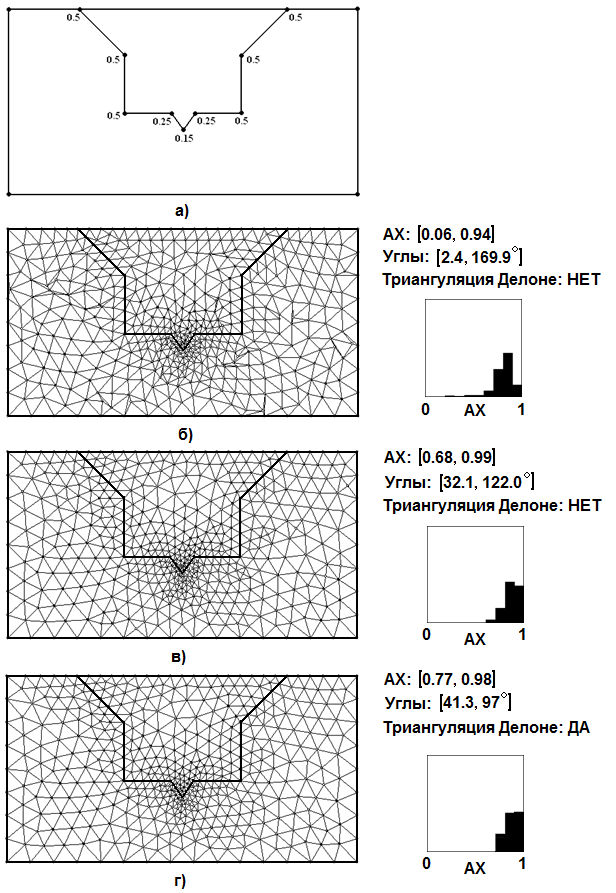 0.5
0.5
0.5
0.5
0.5
0.25
0.25
0.5
0.15
а)
AX: [0.06, 0.94]
Углы: [2.4, 169.9°]
Триангуляция Делоне: НЕТ
0 AX 1
б)
AX: [0.68, 0.99]
Углы: [32.1, 122.0°]
Триангуляция Делоне: НЕТ
0 AX 1
в)
AX: [0.77, 0.98]
Углы: [41.3, 97°]
Триангуляция Делоне: ДА
0 AX 1
г)